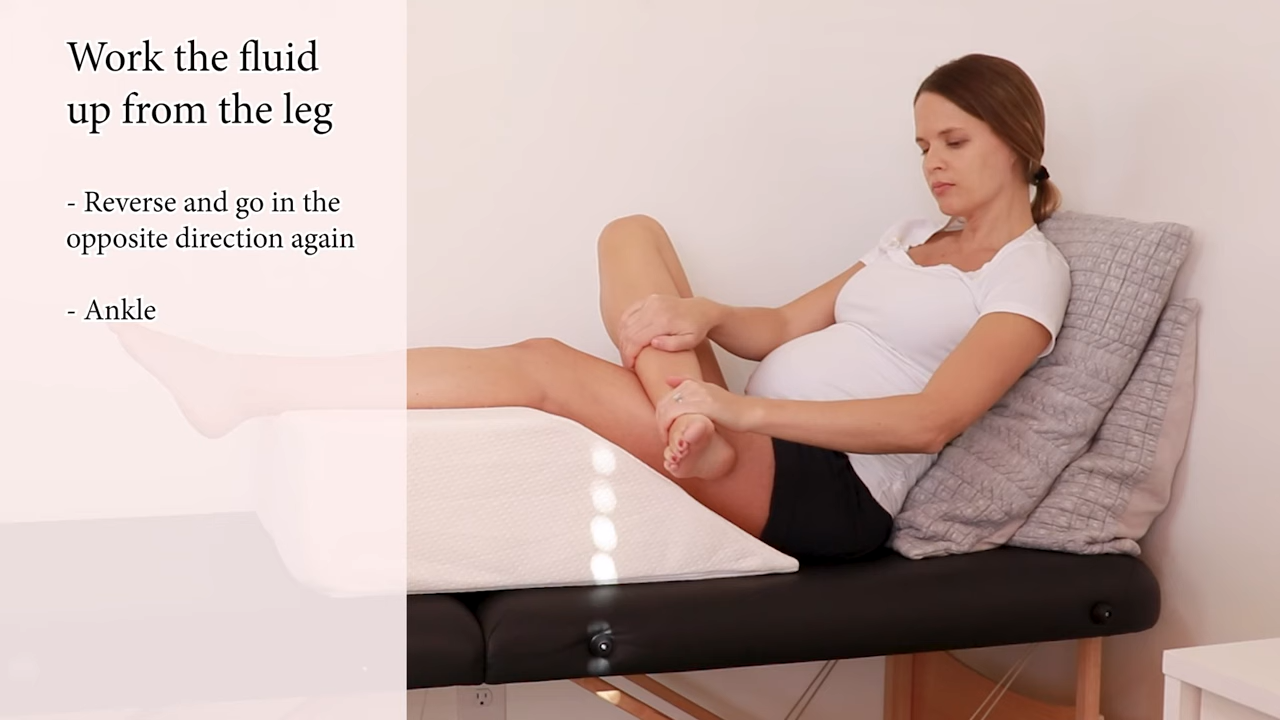 Work the fluid
up from the leg
- Reverse and go in the
opposite direction again
- Ankle